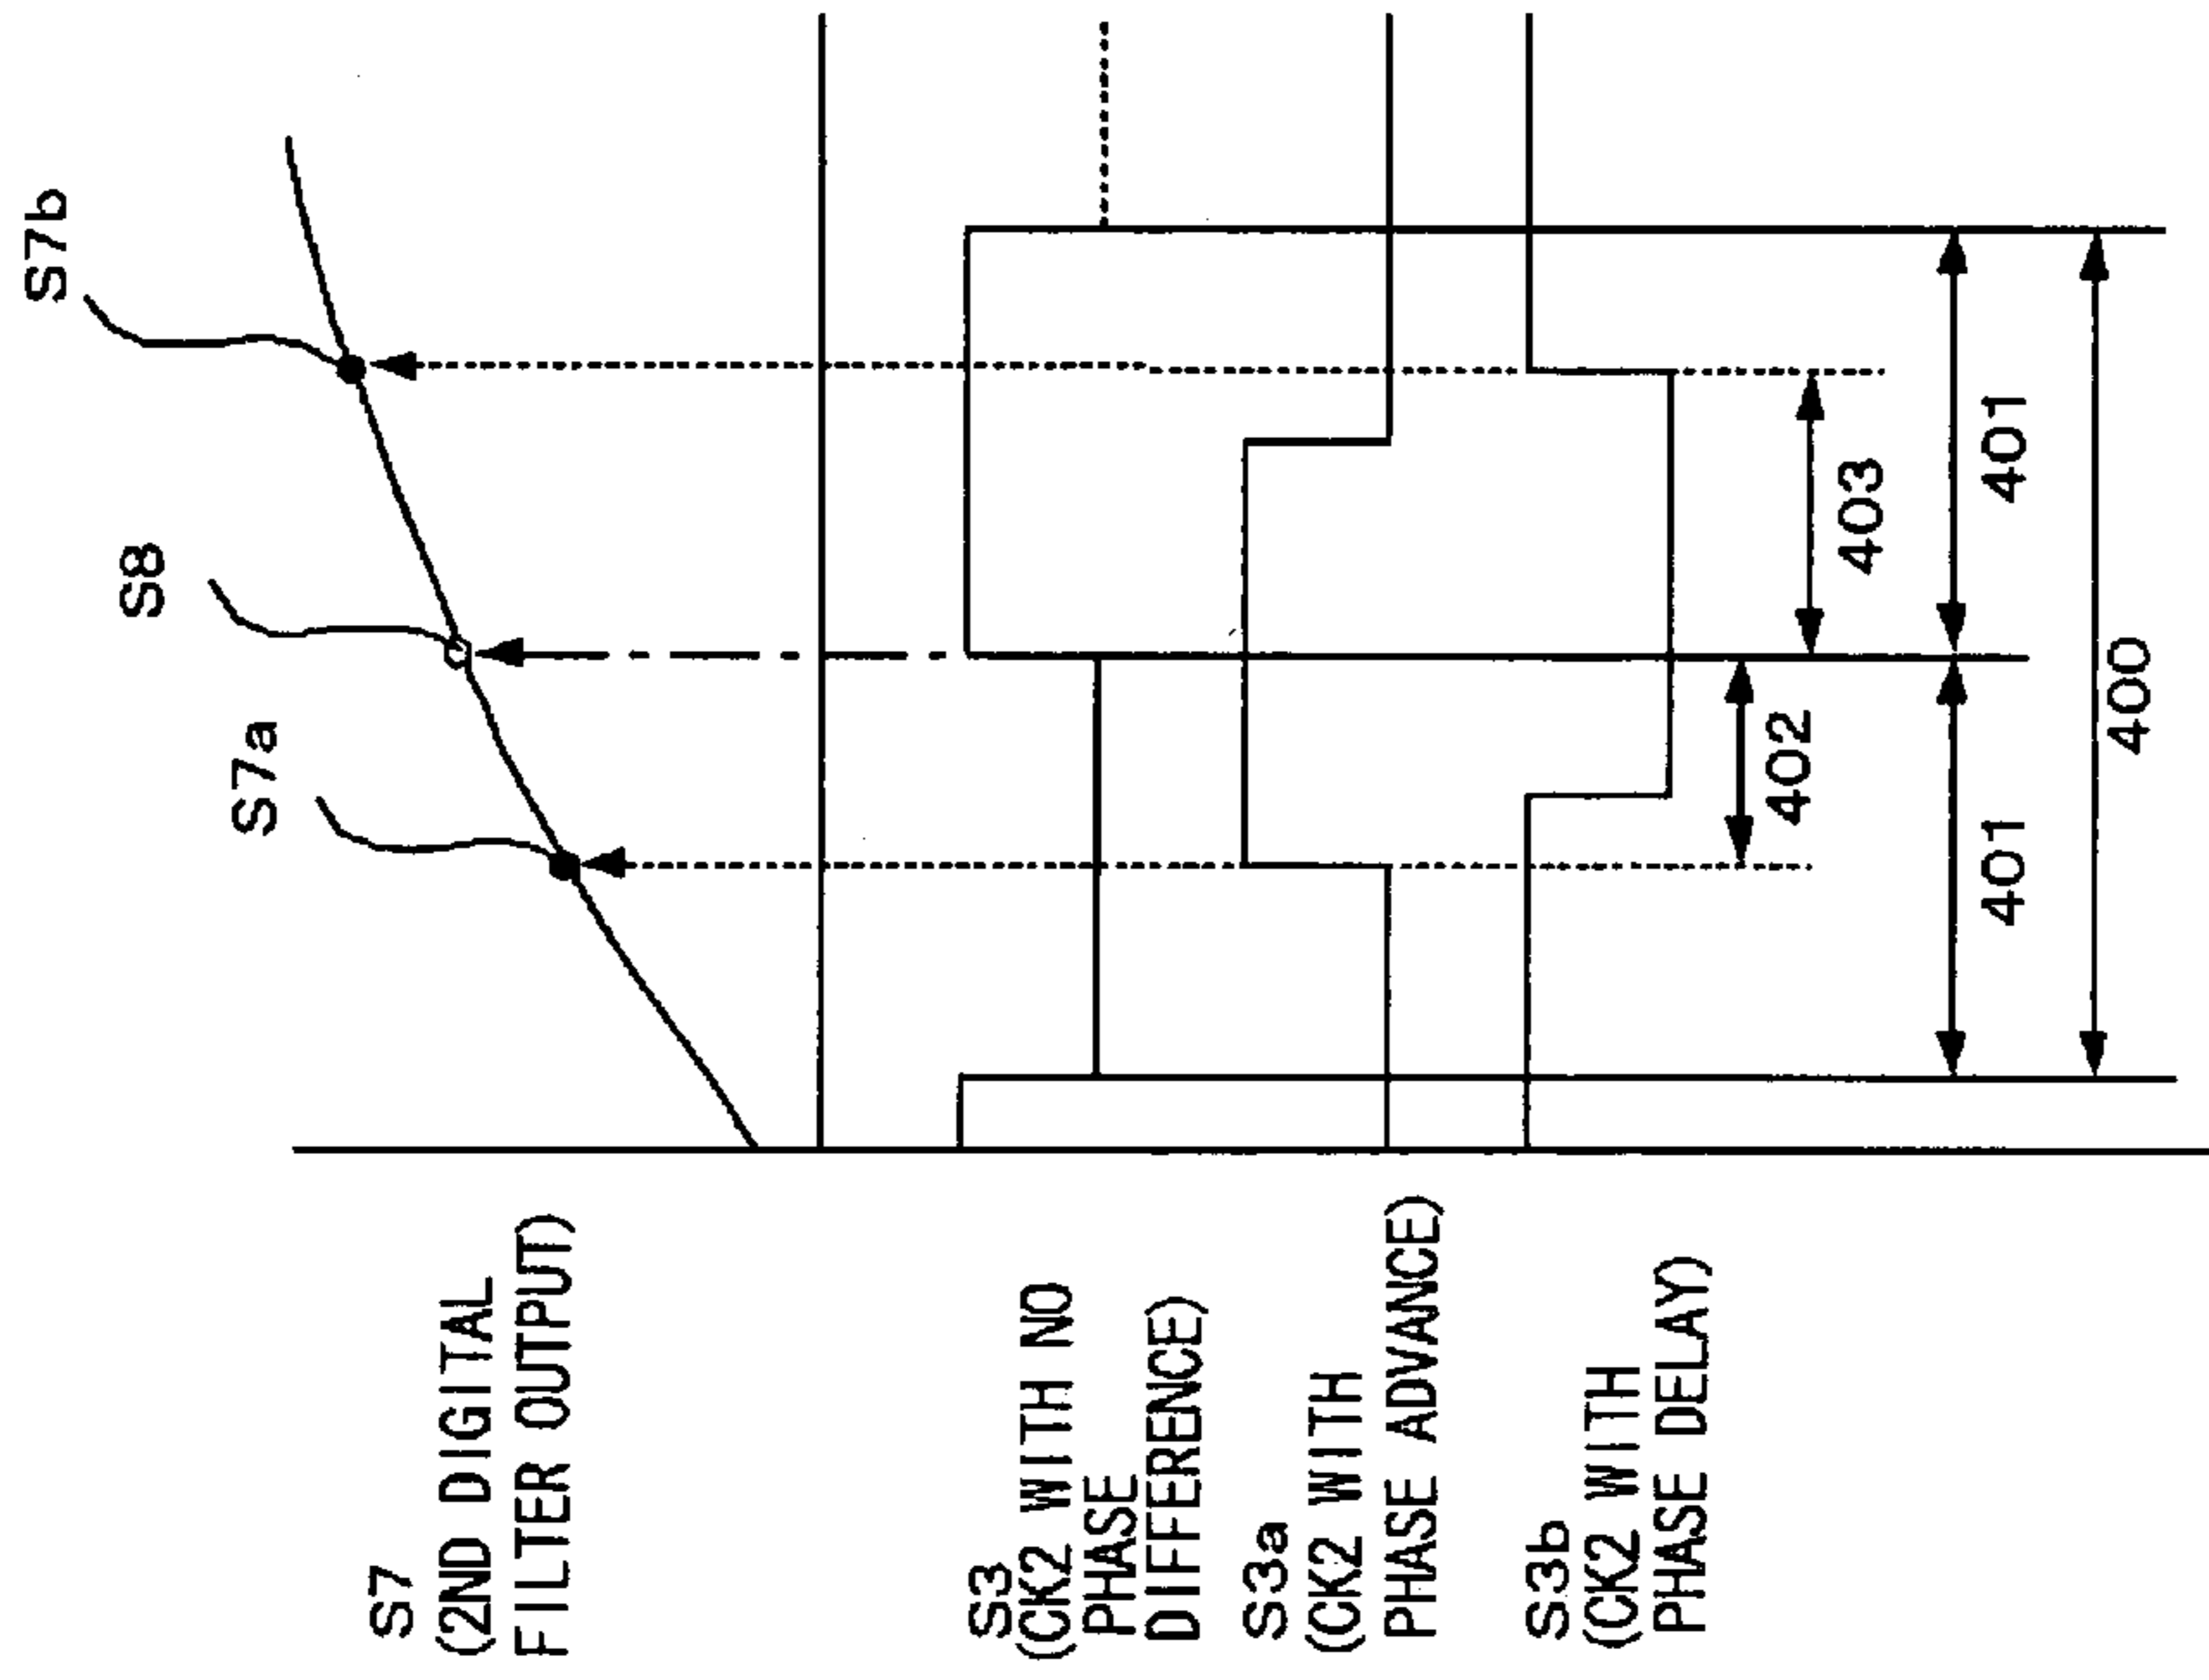 S7
(2ND DIGITAL
FILTER OUTPUT)
S3
(CK2 WITH NO
PHASE
DIFFERENCE)
S3a
(CK2 WITH
PHASE ADVANCE)
S3b
(CK2 WITH
PHASE DELAY)
S7a
S8
S7b
402
403
401
401
400